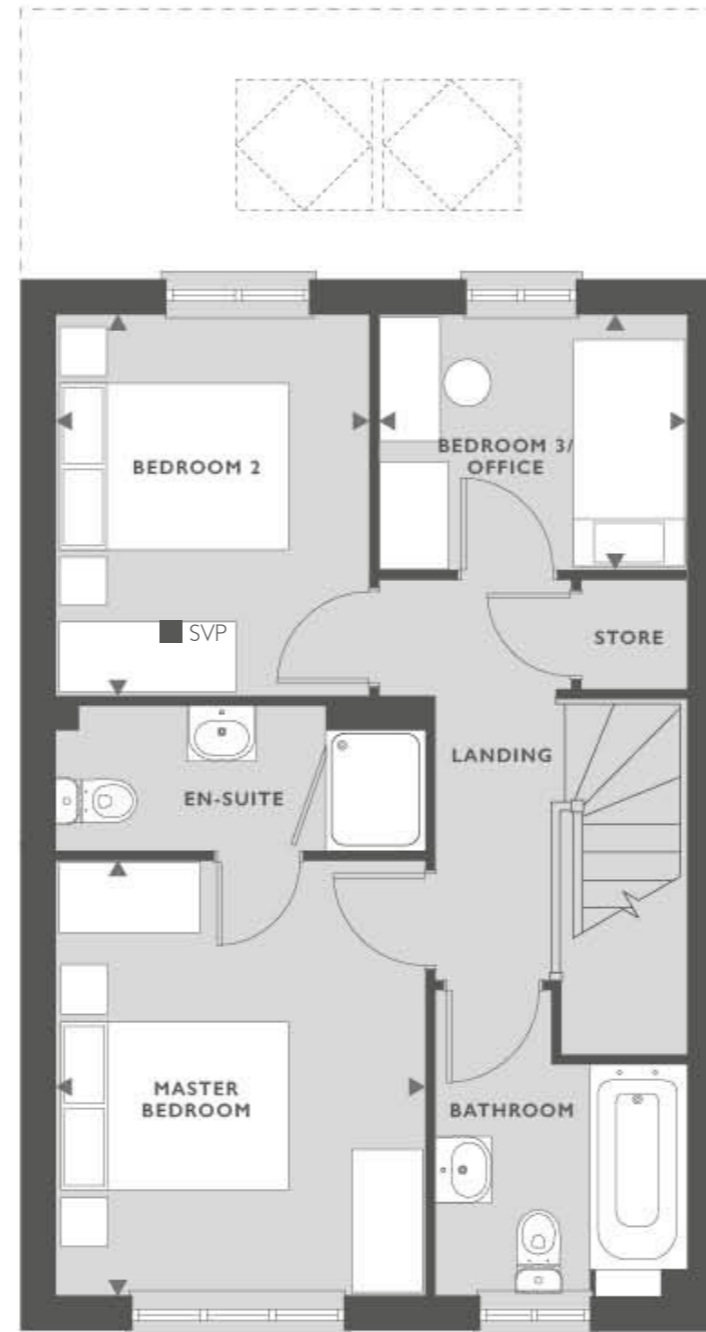 BEDROOM 2
BEDROOM 3/
OFFICE
SVP
STORE
LANDING
EN-SUITE
MASTER
BEDROOM
BATHROOM